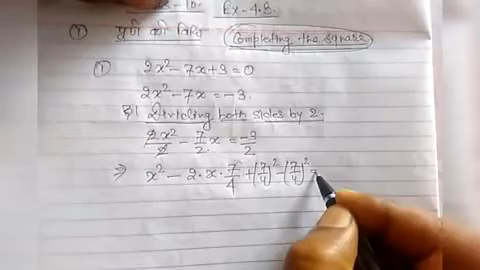 Ex-4.3.
① पूर्ण वर्ग विधि (Completing the square)
① 2x² - 7x + 3 = 0
2x² - 7x = -3.
Dividing both sides by 2.
2x²/2 - 7/2 x = -3/2
⇒ x² - 2·x·7/4 + (7/4)² - (7/4)² =